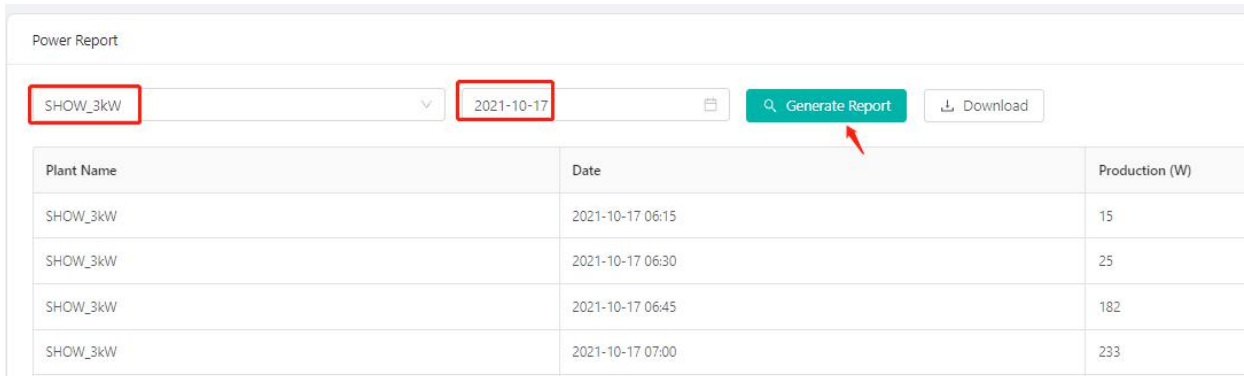 Power Report
SHOW_3kW 2021-10-17 Generate Report Download
Plant Name Date Production (W)
SHOW_3kW 2021-10-17 06:15 15
SHOW_3kW 2021-10-17 06:30 25
SHOW_3kW 2021-10-17 06:45 182
SHOW_3kW 2021-10-17 07:00 233